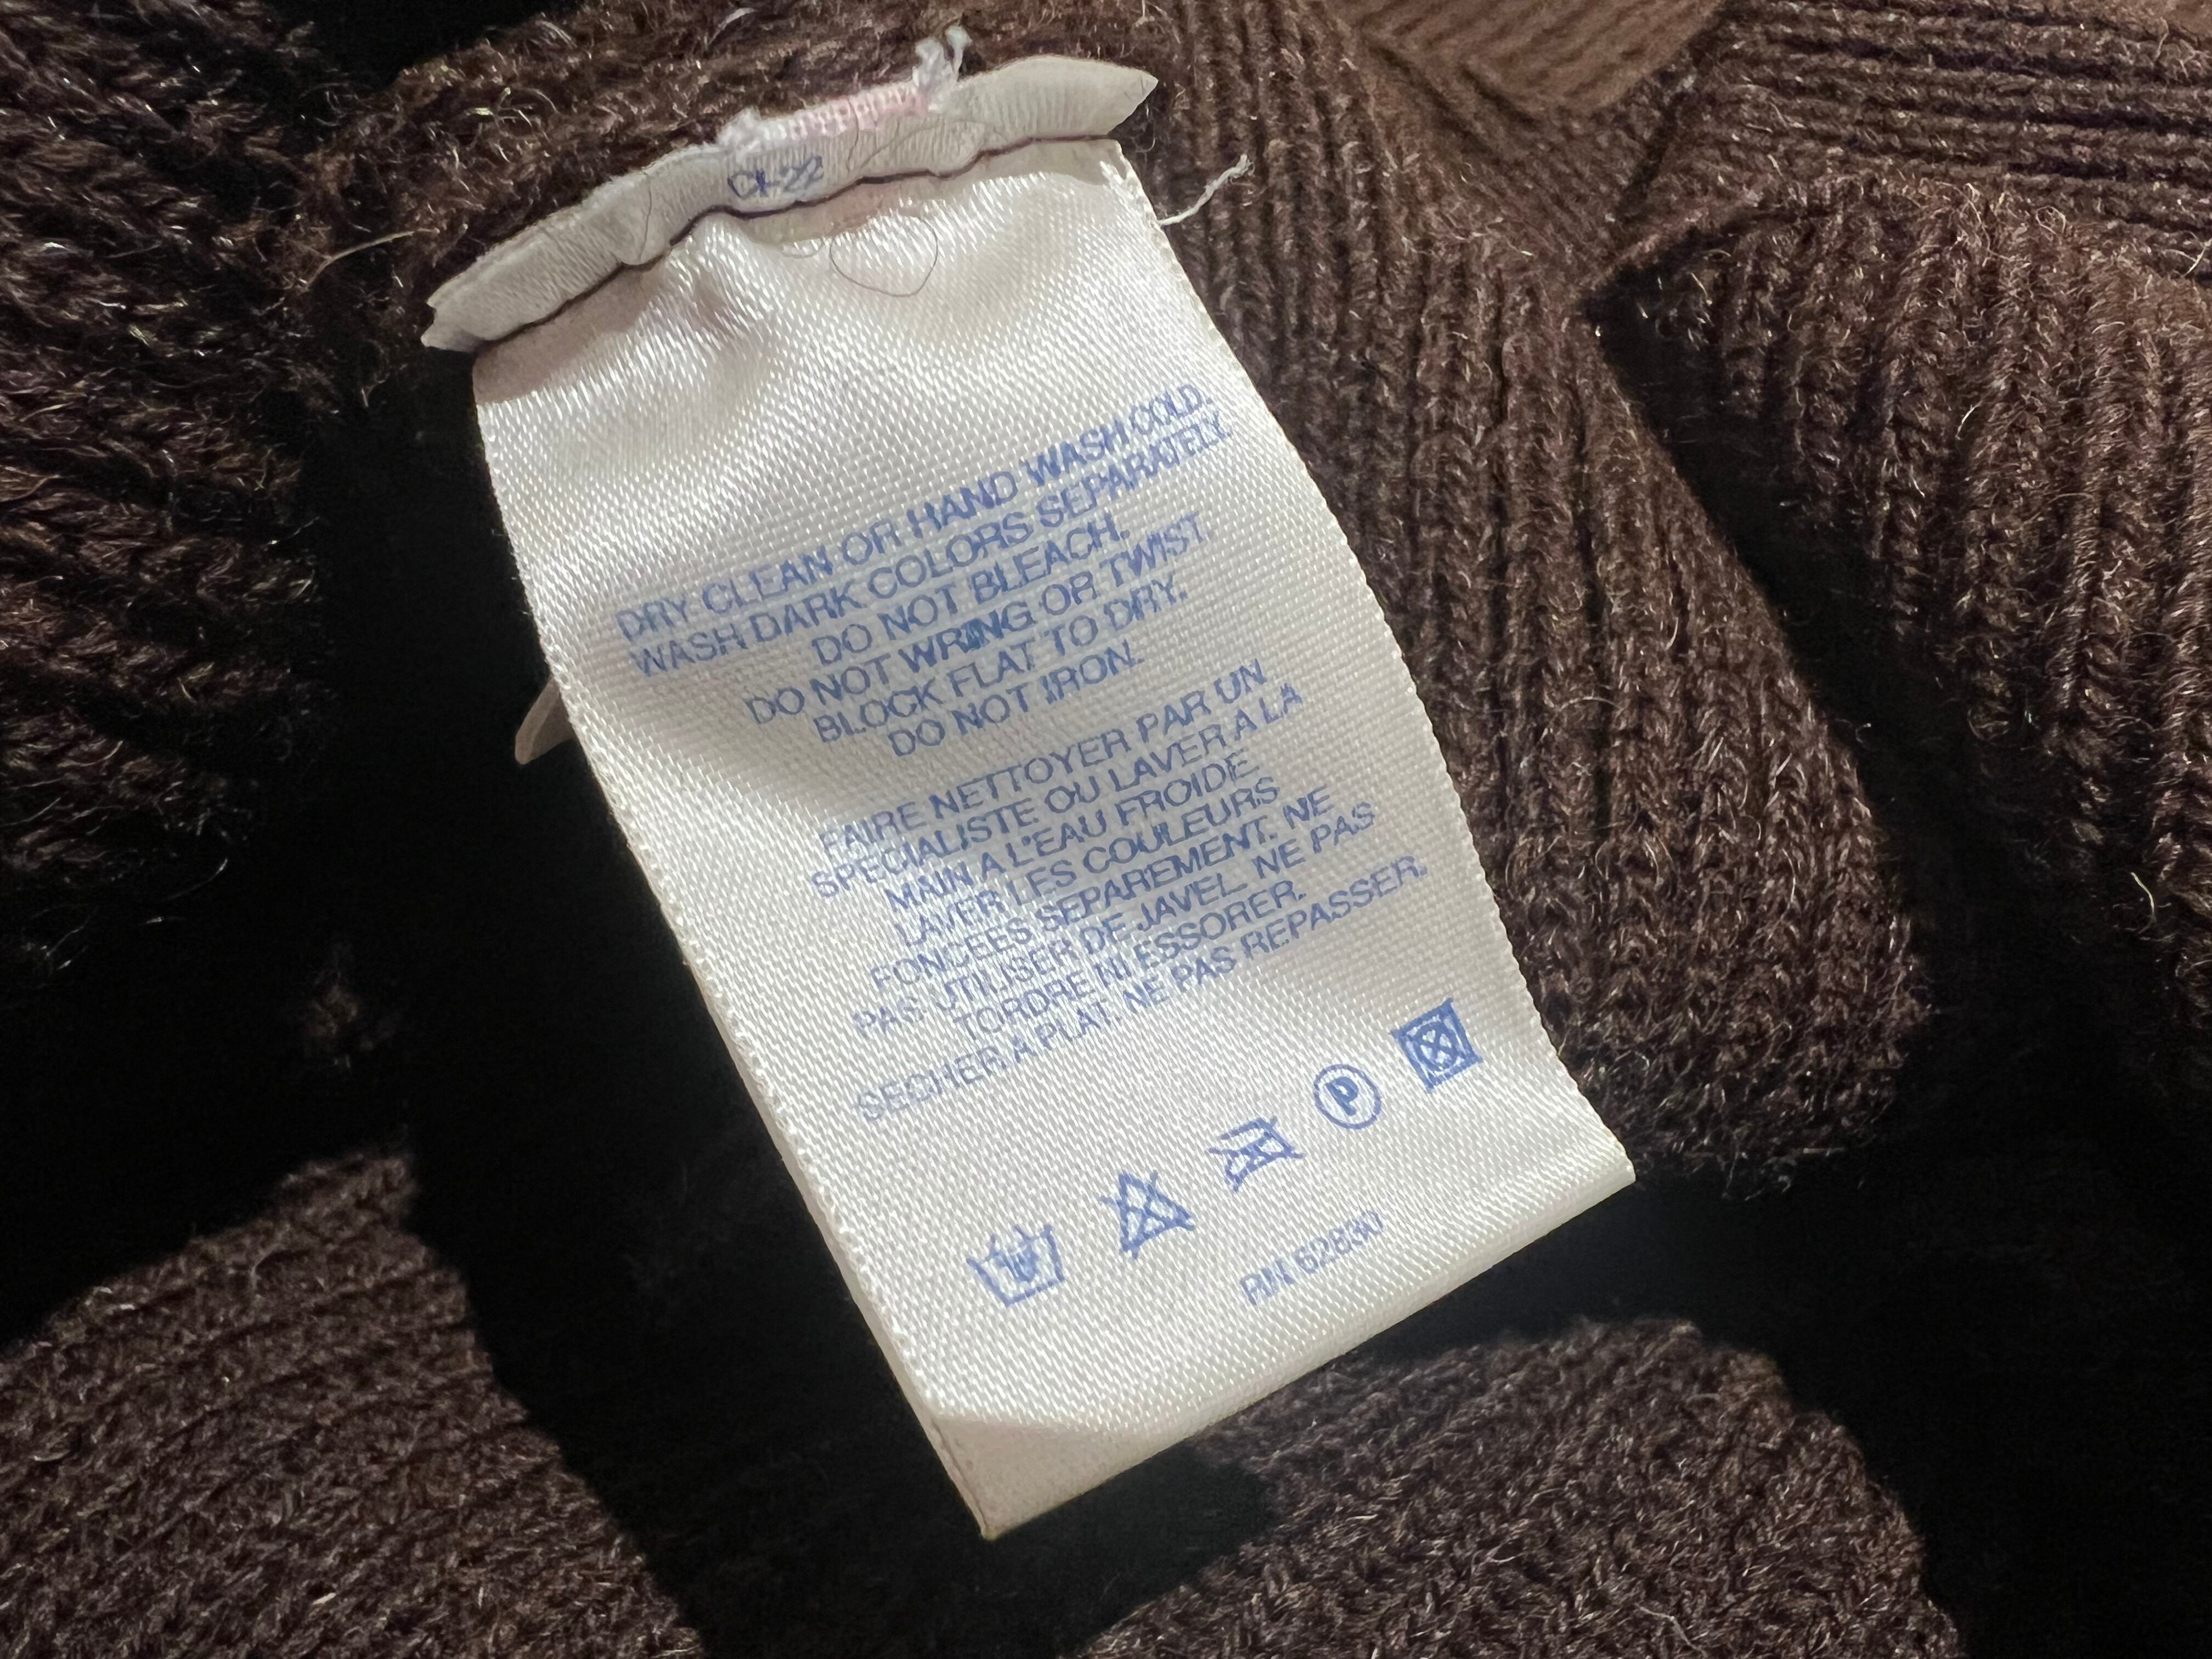 CL22
DRY CLEAN OR HAND WASH COLD.
WASH DARK COLORS SEPARATELY.
DO NOT BLEACH.
DO NOT WRING OR TWIST.
BLOCK FLAT TO DRY.
DO NOT IRON.
FAIRE NETTOYER PAR UN
SPECIALISTE OU LAVER A LA
MAIN A L'EAU FROIDE.
LAVER LES COULEURS
FONCEES SEPAREMENT. NE
PAS UTILISER DE JAVEL. NE PAS
TORDRE NI ESSORER.
SECHER A PLAT. NE PAS REPASSER.
P
RN